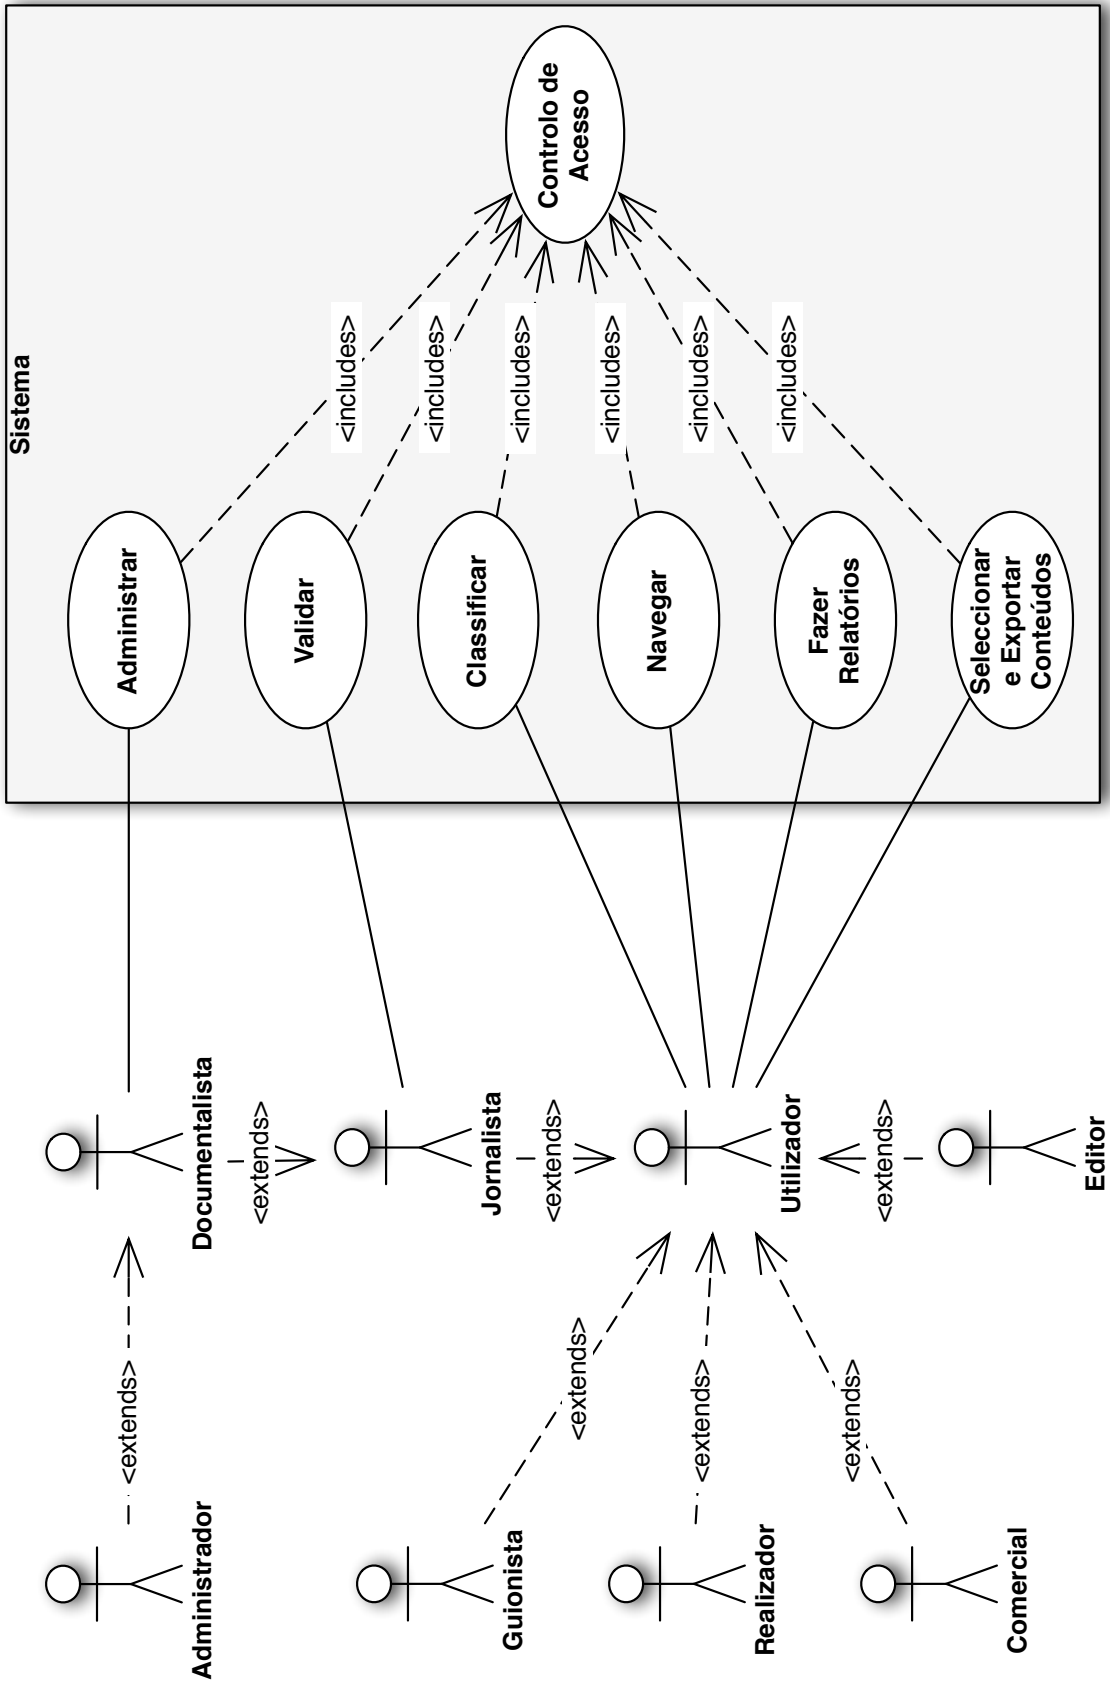 Sistema
Administrador
<extends>
Documentalista
Administrar
<extends>
<includes>
Validar
Guionista
<extends>
Jornalista
<includes>
Classificar
<extends>
<includes>
Controlo de
Acesso
Realizador
<extends>
Utilizador
Navegar
<includes>
Comercial
<extends>
<extends>
Fazer
Relatórios
<includes>
Editor
Seleccionar
e Exportar
Conteúdos
<includes>